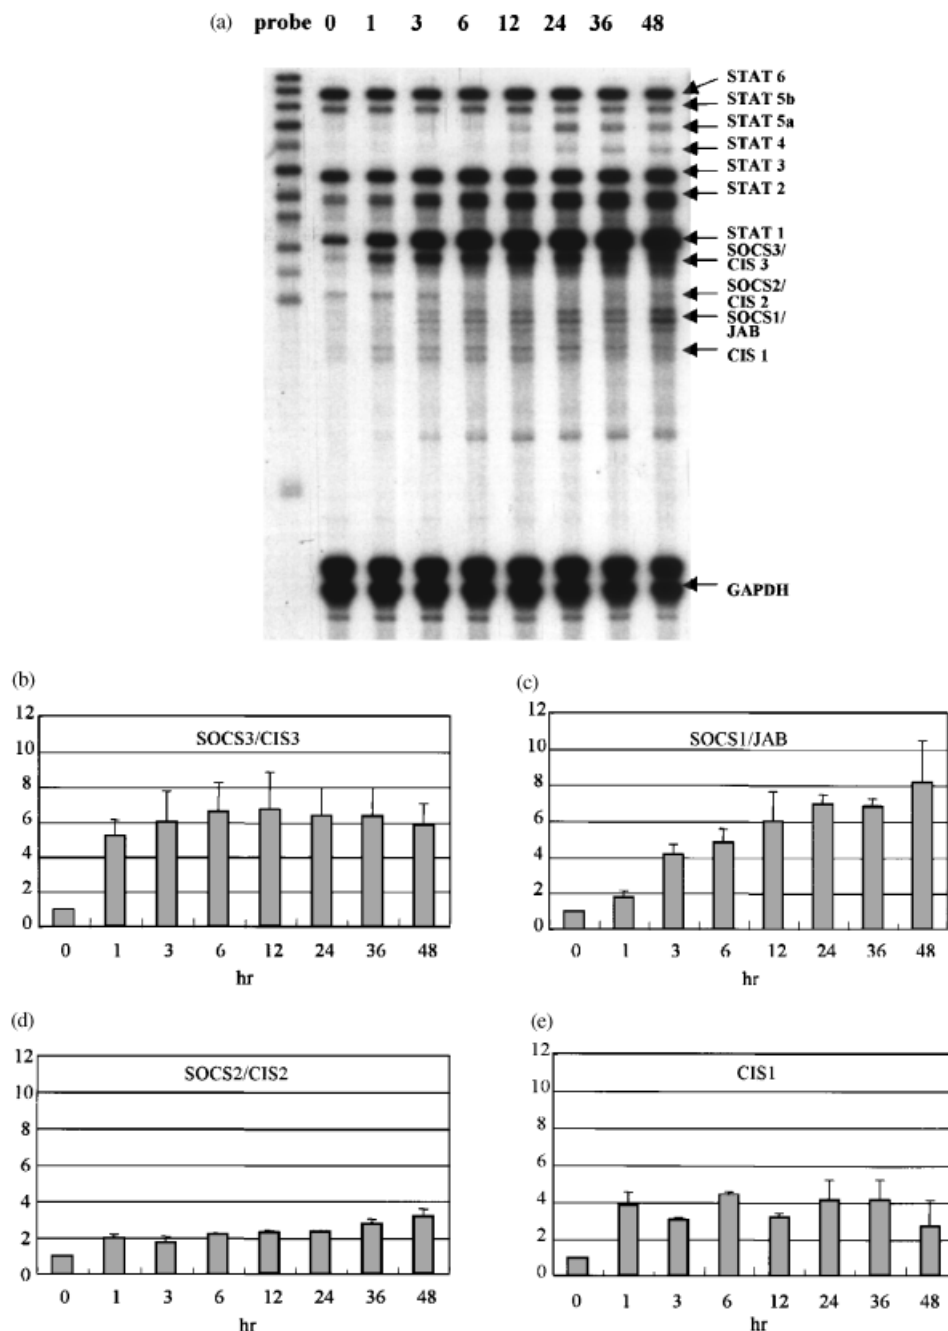 (a) probe 0 1 3 6 12 24 36 48
STAT 6
STAT 5b
STAT 5a
STAT 4
STAT 3
STAT 2
STAT 1
SOCS3/
CIS 3
SOCS2/
CIS 2
SOCS1/
JAB
CIS 1
GAPDH
(b)
SOCS3/CIS3
12
10
8
6
4
2
0
0 1 3 6 12 24 36 48
hr
(c)
SOCS1/JAB
12
10
8
6
4
2
0
0 1 3 6 12 24 36 48
hr
(d)
SOCS2/CIS2
12
10
8
6
4
2
0
0 1 3 6 12 24 36 48
hr
(e)
CIS1
12
10
8
6
4
2
0
0 1 3 6 12 24 36 48
hr